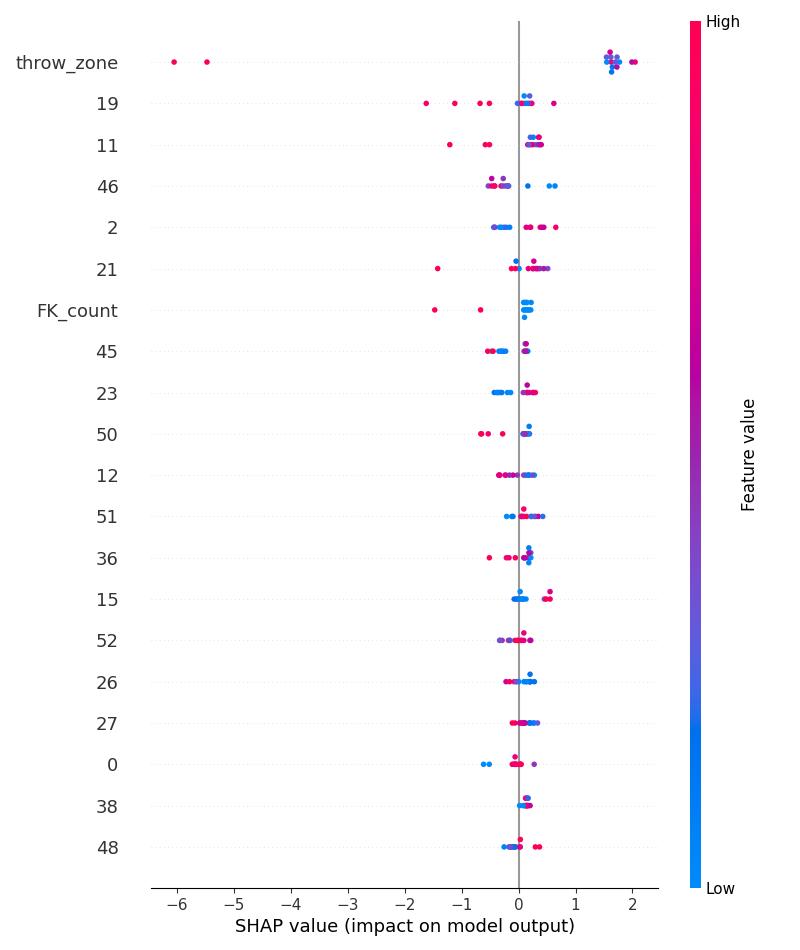 High
throw_zone
19
11
46
2
21
FK_count
45
23
50
12
51
36
15
52
26
27
0
38
48
Feature value
Low
−6 −5 −4 −3 −2 −1 0 1 2
SHAP value (impact on model output)